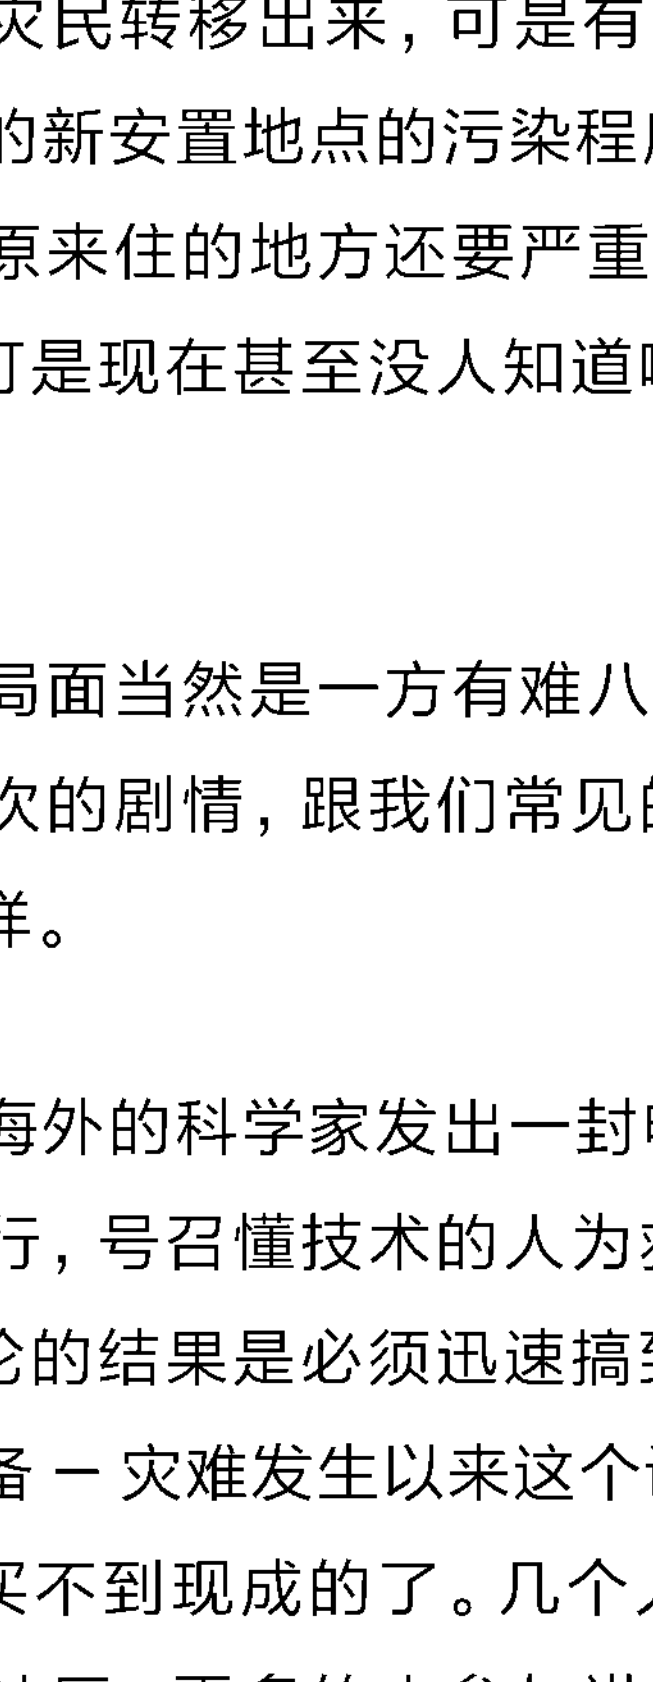 灾民转移出来，可是有
的新安置地点的污染程
原来住的地方还要严重
可是现在甚至没人知道
局面当然是一方有难八
次的剧情，跟我们常见的
样。
海外的科学家发出一封
行，号召懂技术的人为
论的结果是必须迅速搞到
备 – 灾难发生以来这个
买不到现成的了。几个人